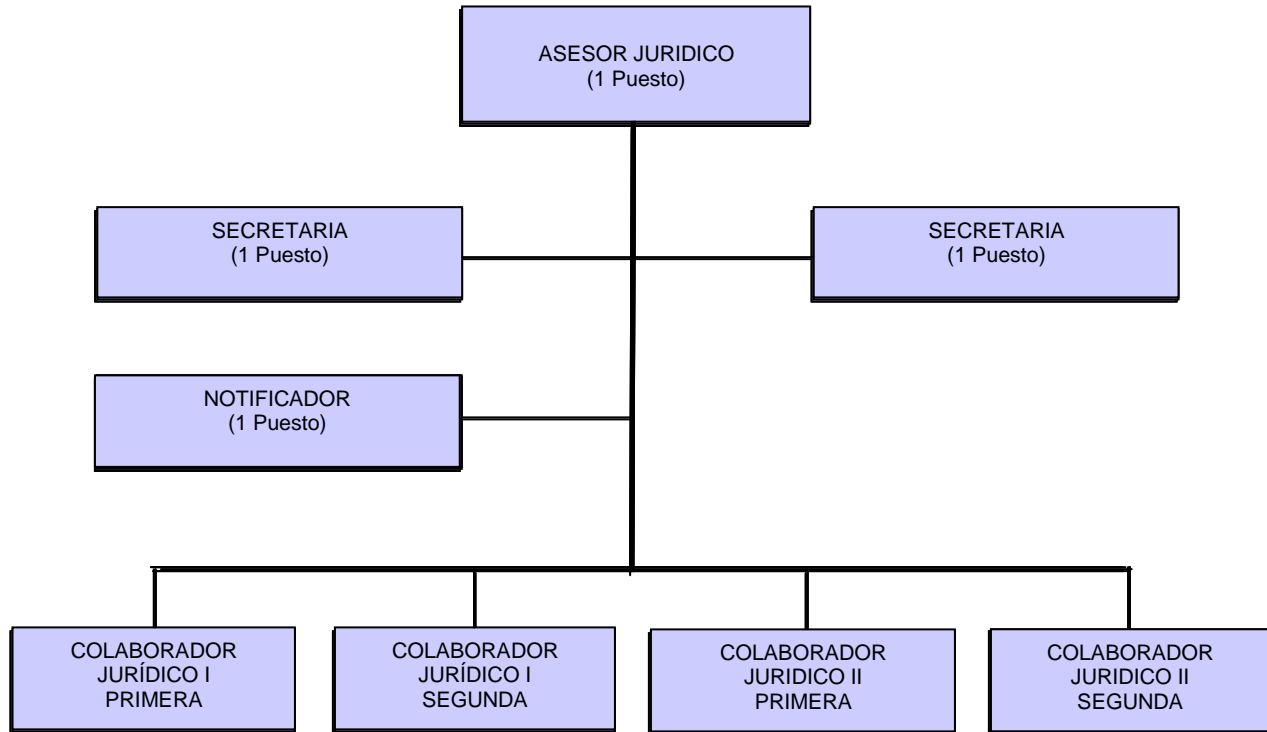 ASESOR JURIDICO
(1 Puesto)
SECRETARIA
(1 Puesto)
SECRETARIA
(1 Puesto)
NOTIFICADOR
(1 Puesto)
COLABORADOR
JURÍDICO I
PRIMERA
COLABORADOR
JURÍDICO I
SEGUNDA
COLABORADOR
JURIDICO II
PRIMERA
COLABORADOR
JURIDICO II
SEGUNDA